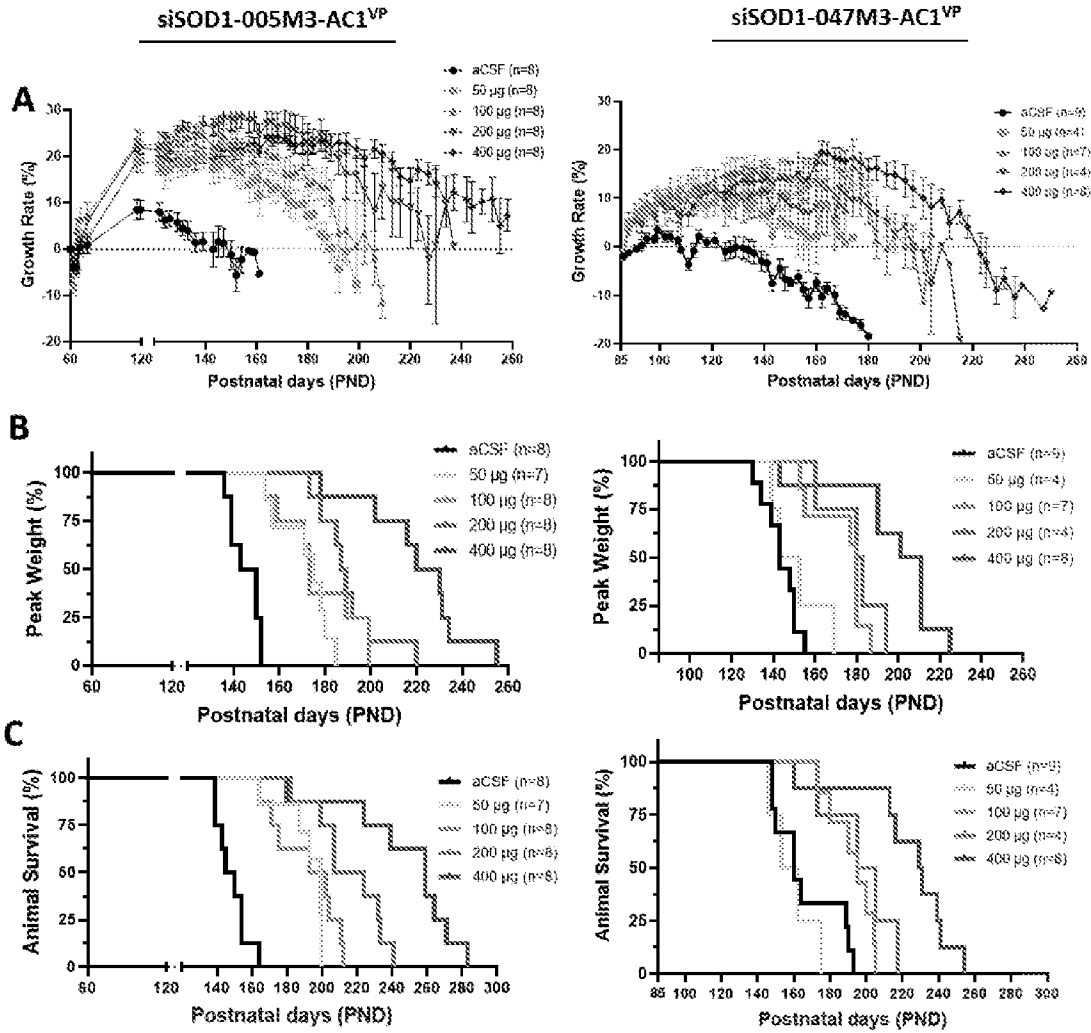 siSOD1-005M3-AC1VP
siSOD1-047M3-AC1VP
A
Growth Rate (%)
30
20
10
0
-10
-20
60
120
140
160
180
200
220
240
260
Postnatal days (PND)
aCSF (n=8)
50 µg (n=8)
100 µg (n=8)
200 µg (n=8)
400 µg (n=8)
Growth Rate (%)
30
20
10
0
-10
-20
85
100
120
140
160
180
200
220
240
260
Postnatal days (PND)
aCSF (n=9)
50 µg (n=4)
100 µg (n=7)
200 µg (n=4)
400 µg (n=8)
B
Peak Weight (%)
100
75
50
25
0
60
120
140
160
180
200
220
240
260
Postnatal days (PND)
aCSF (n=8)
50 µg (n=7)
100 µg (n=8)
200 µg (n=8)
400 µg (n=8)
Peak Weight (%)
100
75
50
25
0
100
120
140
160
180
200
220
240
260
Postnatal days (PND)
aCSF (n=9)
50 µg (n=4)
100 µg (n=7)
200 µg (n=4)
400 µg (n=8)
C
Animal Survival (%)
100
75
50
25
0
60
120
140
160
180
200
220
240
260
280
300
Postnatal days (PND)
aCSF (n=8)
50 µg (n=7)
100 µg (n=8)
200 µg (n=8)
400 µg (n=8)
Animal Survival (%)
100
75
50
25
0
85
100
120
140
160
180
200
220
240
260
280
300
Postnatal days (PND)
aCSF (n=9)
50 µg (n=4)
100 µg (n=7)
200 µg (n=4)
400 µg (n=8)